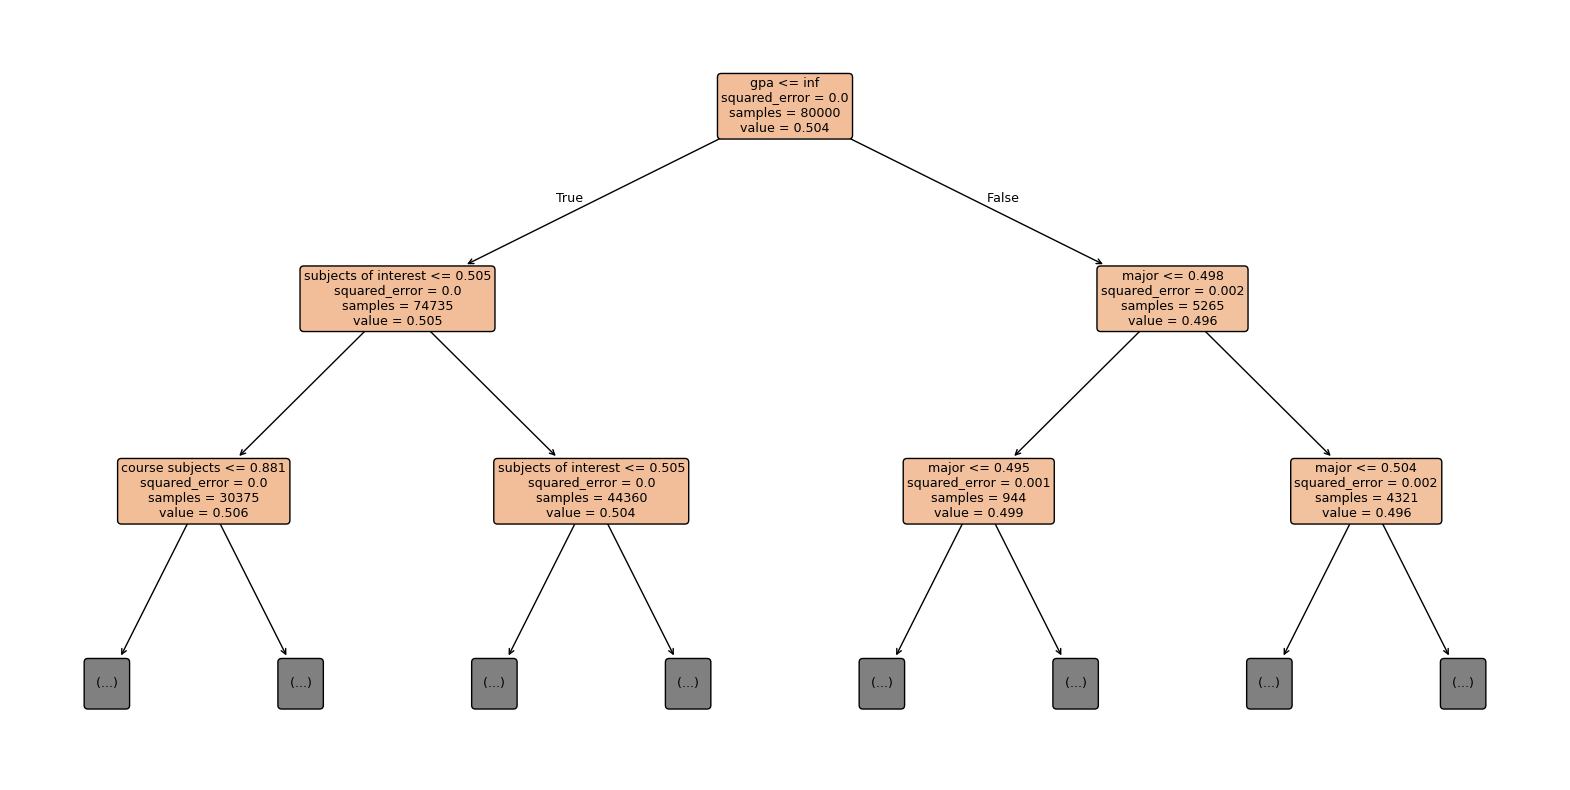 gpa <= inf
squared_error = 0.0
samples = 80000
value = 0.504
True
False
subjects of interest <= 0.505
squared_error = 0.0
samples = 74735
value = 0.505
major <= 0.498
squared_error = 0.002
samples = 5265
value = 0.496
course subjects <= 0.881
squared_error = 0.0
samples = 30375
value = 0.506
subjects of interest <= 0.505
squared_error = 0.0
samples = 44360
value = 0.504
major <= 0.495
squared_error = 0.001
samples = 944
value = 0.499
major <= 0.504
squared_error = 0.002
samples = 4321
value = 0.496
(...)
(...)
(...)
(...)
(...)
(...)
(...)
(...)